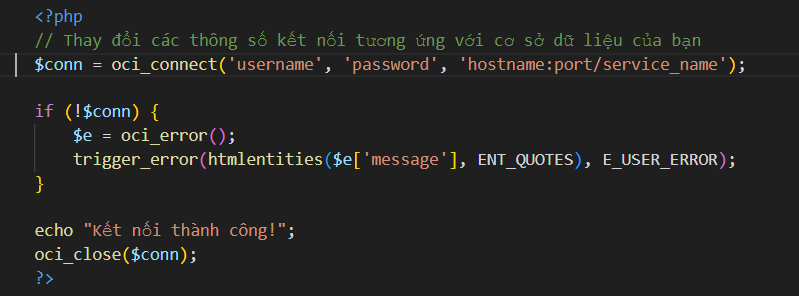 <?php
// Thay đổi các thông số kết nối tương ứng với cơ sở dữ liệu của bạn
$conn = oci_connect('username', 'password', 'hostname:port/service_name');
if (!$conn) {
$e = oci_error();
trigger_error(htmlentities($e['message'], ENT_QUOTES), E_USER_ERROR);
}
echo "Kết nối thành công!";
oci_close($conn);
?>